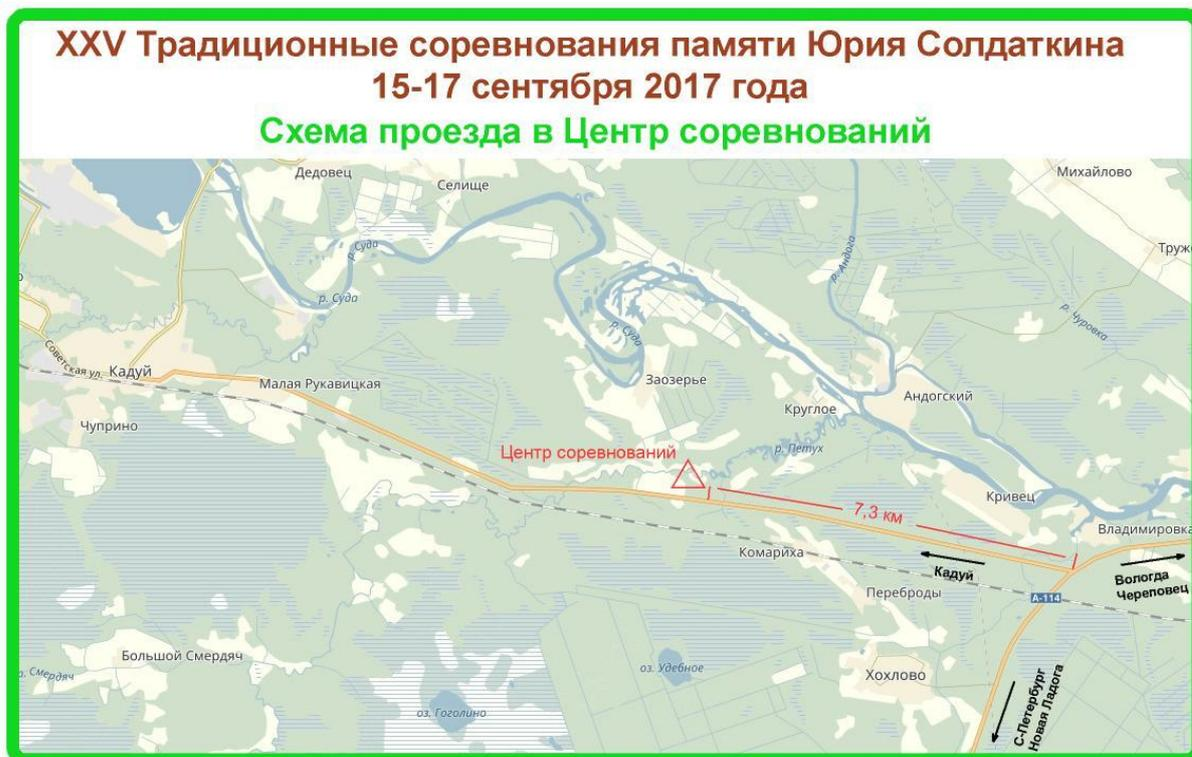 XXV Традиционные соревнования памяти Юрия Солдаткина
15-17 сентября 2017 года
Схема проезда в Центр соревнований
Дедовец
Селище
Михайлово
р. Суда
р. Андога
р. Суда
р. Чуровка
р. Суда
Советская ул.
Кадуй
Малая Рукавицкая
Заозерье
Андогский
Круглое
Чуприно
р. Петух
Центр соревнований
7,3 км
Кривец
Владимировка
Комариха
Кадуй
Вологда
Череповец
Переброды
А-114
Большой Смердяч
оз. Удебное
Хохлово
р. Смердяч
оз. Гоголино
С-Петербург
Новая Ладога